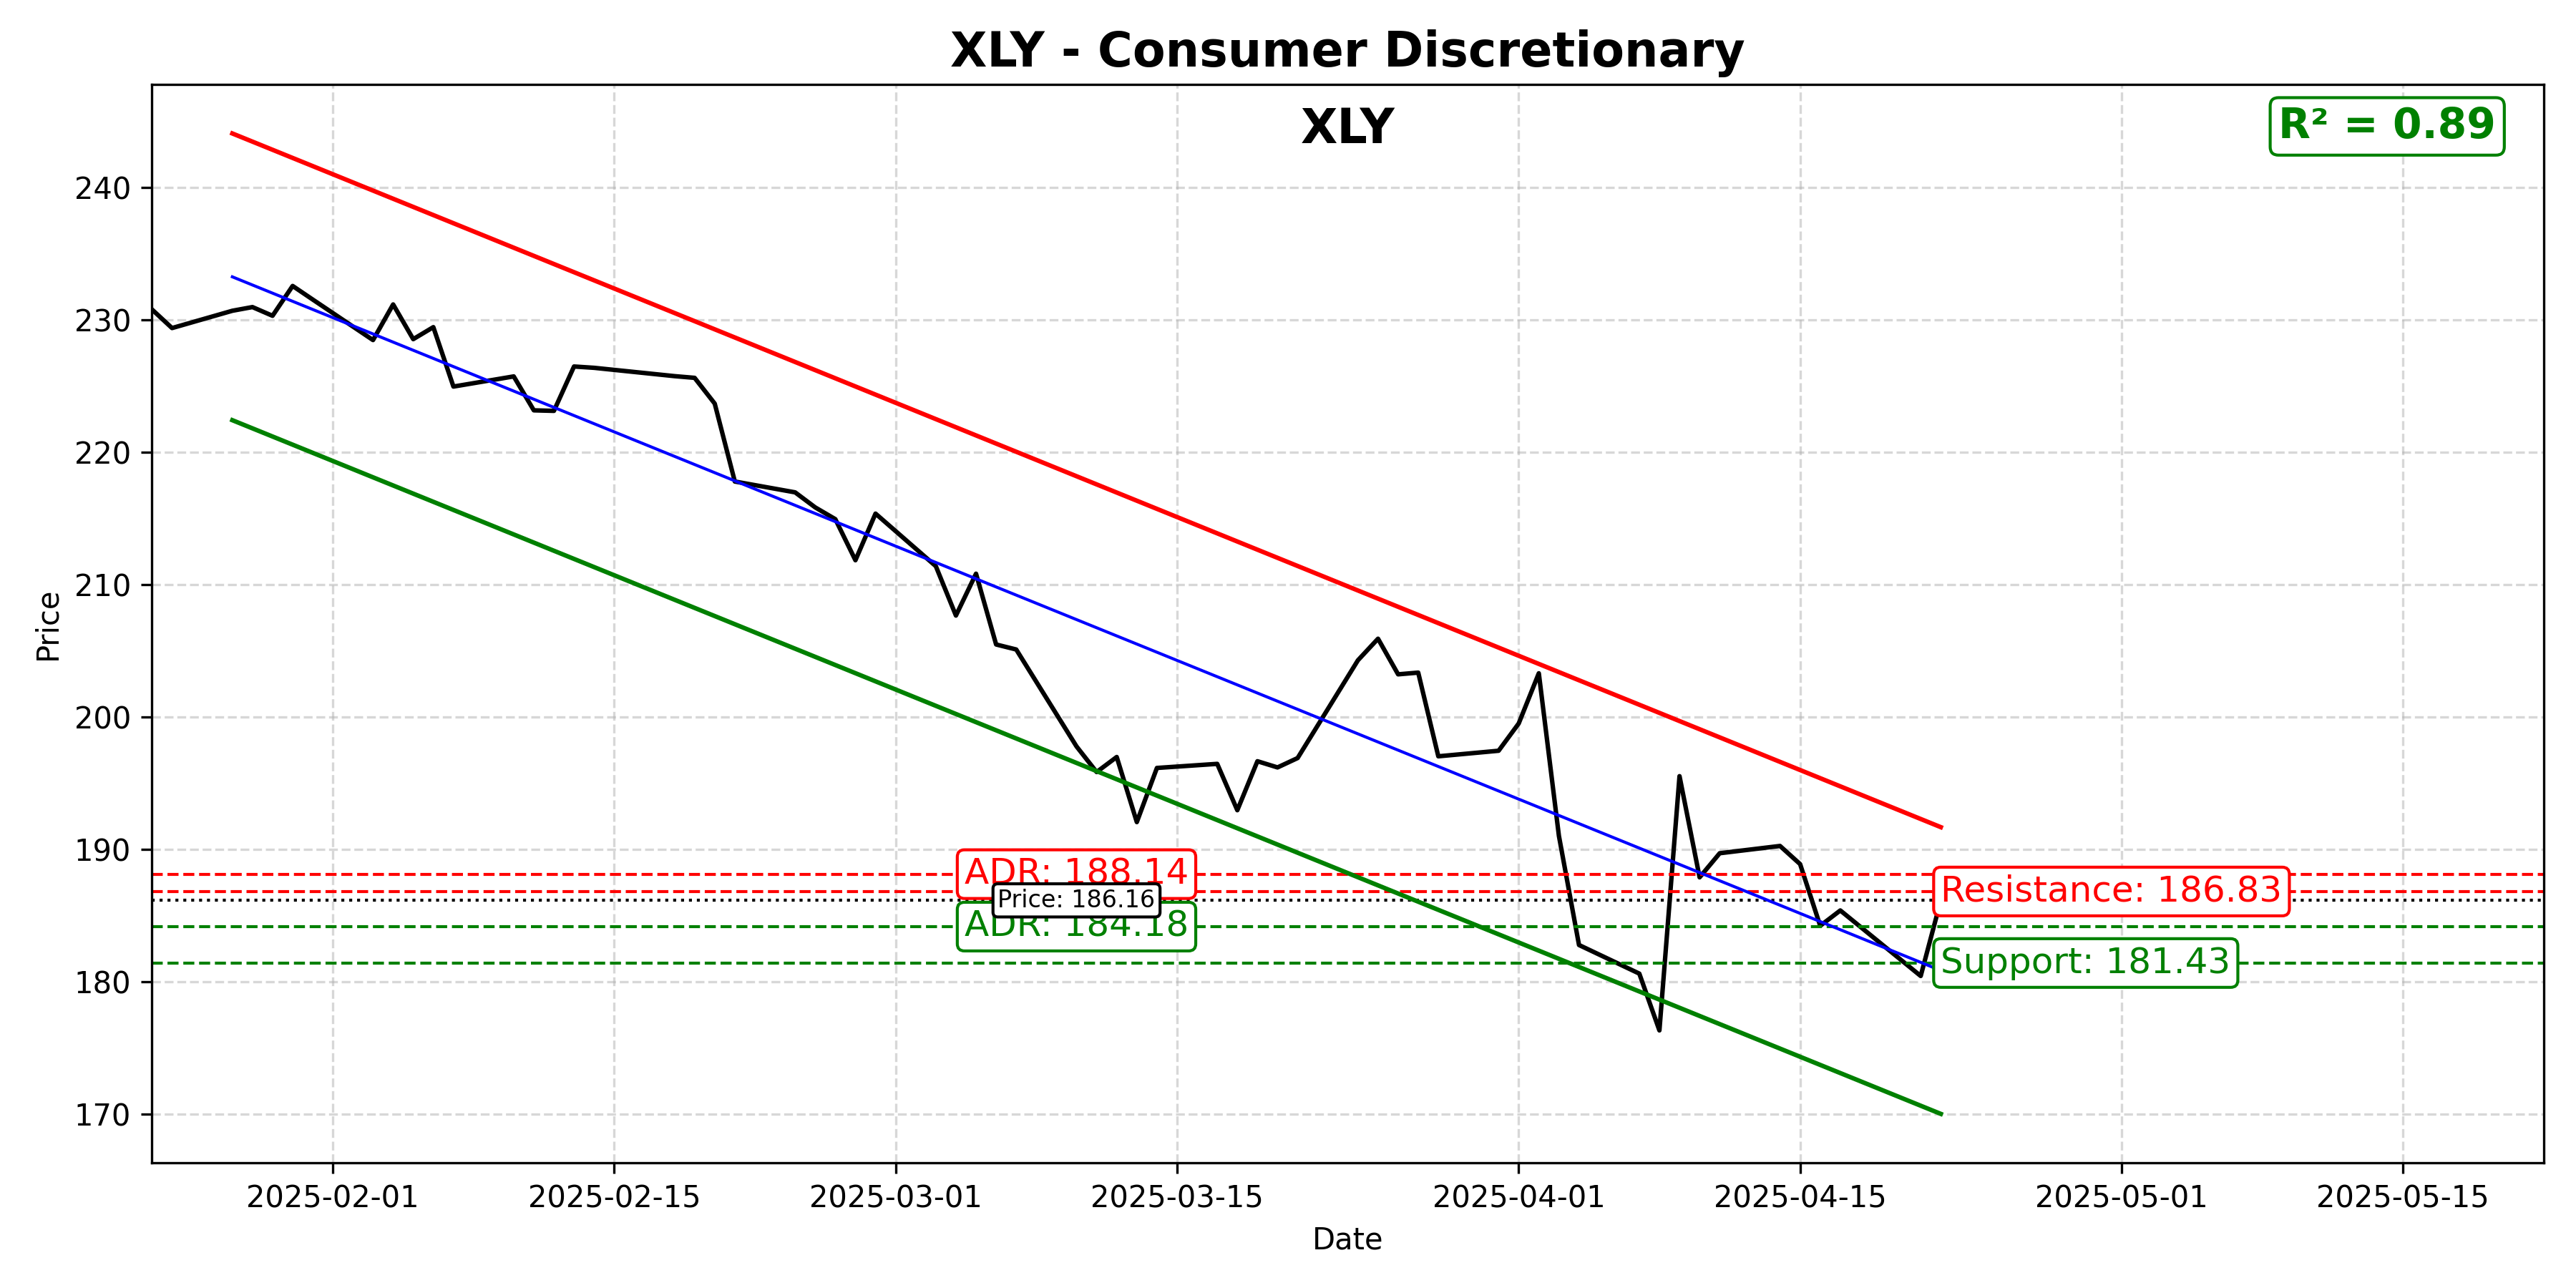 XLY - Consumer Discretionary
XLY
R² = 0.89
240
230
220
210
200
190
180
170
Price
ADR: 188.14
Price: 186.16
ADR: 184.18
Resistance: 186.83
Support: 181.43
2025-02-01
2025-02-15
2025-03-01
2025-03-15
2025-04-01
2025-04-15
2025-05-01
2025-05-15
Date